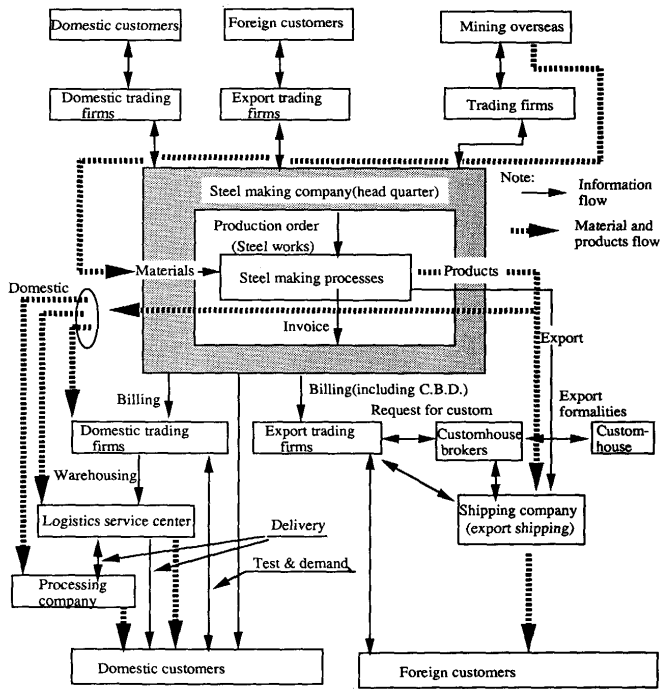 Domestic customers
Foreign customers
Mining overseas
Domestic trading
firms
Export trading
firms
Trading firms
Steel making company(head quarter)
Note:
Information
flow
Production order
(Steel works)
Material and
products flow
Materials
Steel making processes
Products
Domestic
Invoice
Export
Billing
Billing(including C.B.D.)
Request for custom
Export
formalities
Domestic trading
firms
Export trading
firms
Customhouse
brokers
Custom-
house
Warehousing
Logistics service center
Shipping company
(export shipping)
Delivery
Test & demand
Processing
company
Domestic customers
Foreign customers